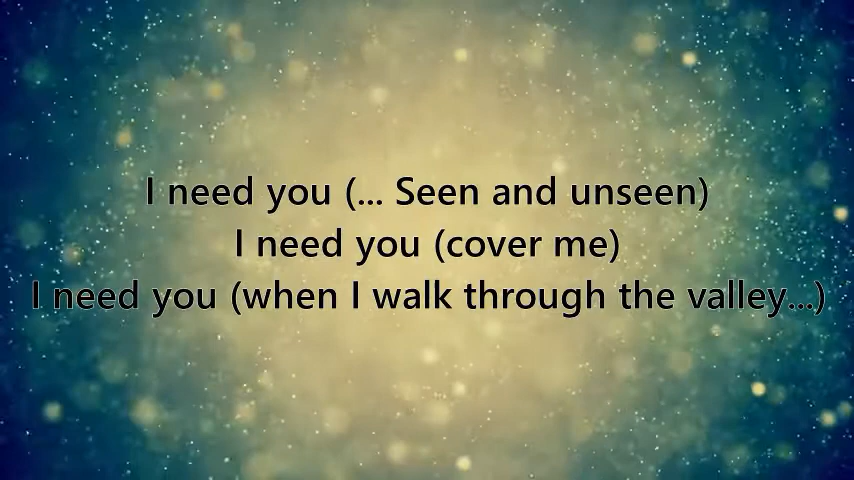 I need you (... Seen and unseen)
I need you (cover me)
I need you (when I walk through the valley...)